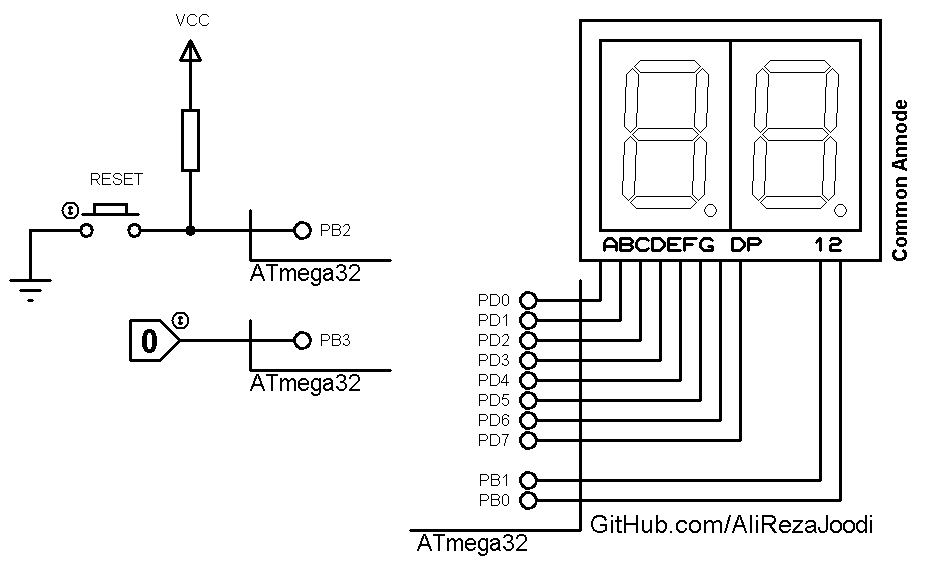 VCC
RESET
PB2
ATmega32
0
PB3
ATmega32
Common Annode
ABCDEFG DP 12
PD0
PD1
PD2
PD3
PD4
PD5
PD6
PD7
PB1
PB0
ATmega32
GitHub.com/AliRezaJoodi